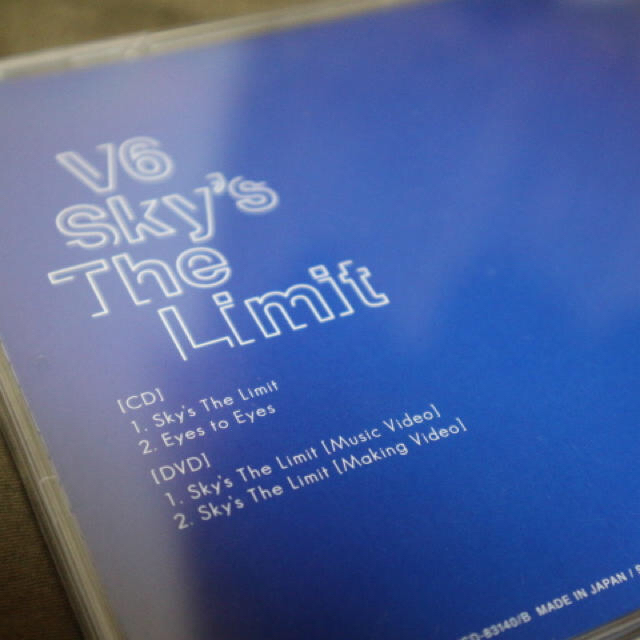 V6
Sky's
The
Limit
[CD]
1. Sky's The Limit
2. Eyes to Eyes
[DVD]
1. Sky's The Limit [Music Video]
2. Sky's The Limit [Making Video]
MADE IN JAPAN /